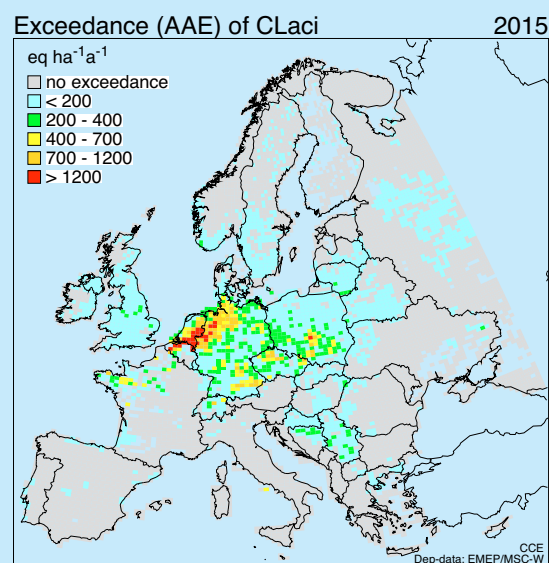 Exceedance (AAE) of CLaci 2015
eq ha⁻¹a⁻¹
no exceedance
< 200
200 - 400
400 - 700
700 - 1200
> 1200
CCE
Dep-data: EMEP/MSC-W